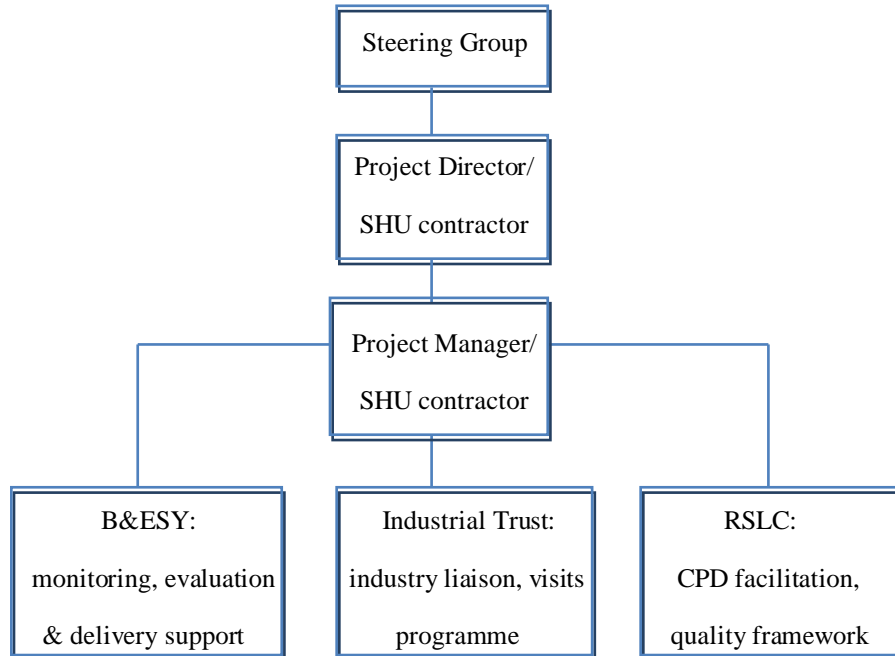 Steering Group
Project Director/
SHU contractor
Project Manager/
SHU contractor
B&ESY:
monitoring, evaluation
& delivery support
Industrial Trust:
industry liaison, visits
programme
RSLC:
CPD facilitation,
quality framework